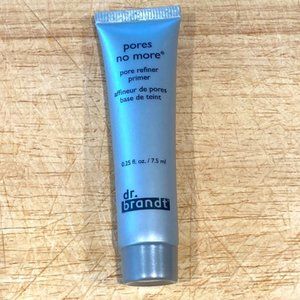 pores
no more®
pore refiner
primer
affineur de pores
base de teint
0.25 fl. oz. / 7.5 ml
dr.
brandt®